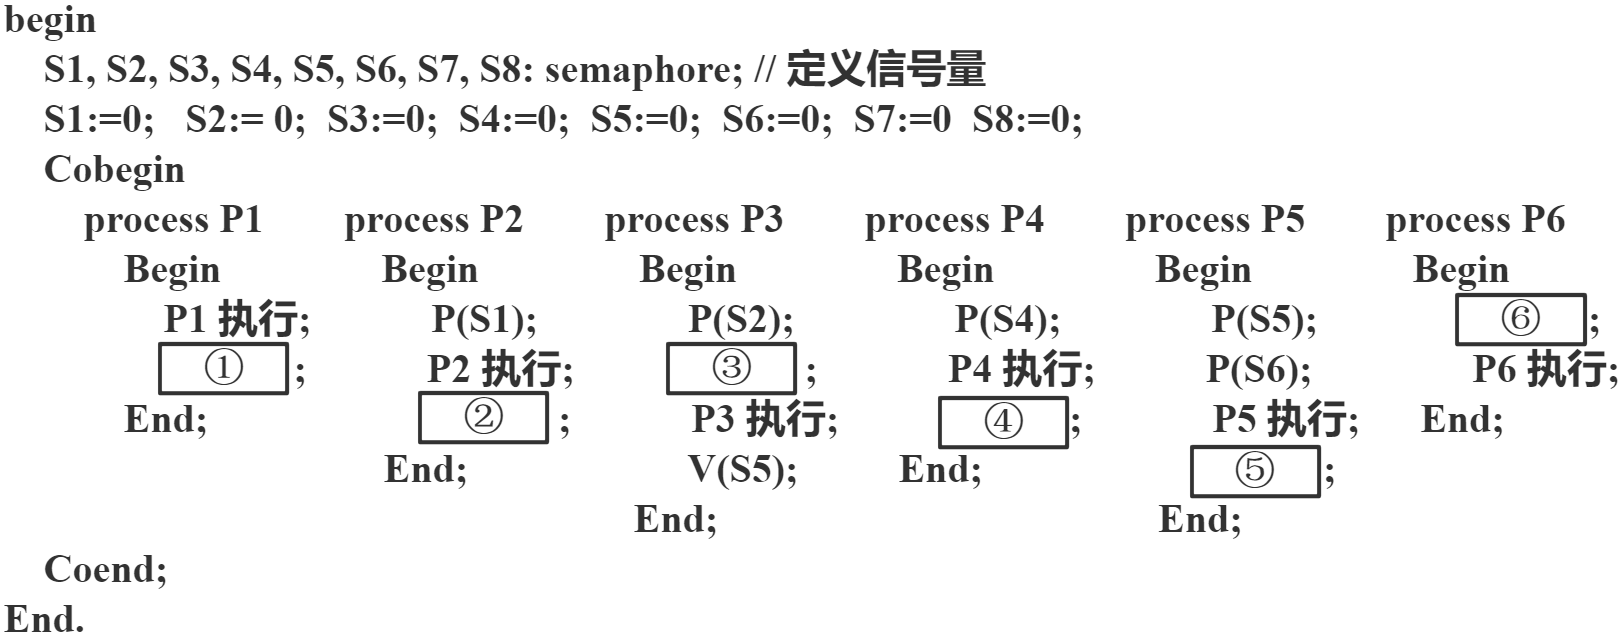 begin
S1, S2, S3, S4, S5, S6, S7, S8: semaphore; // 定义信号量
S1:=0; S2:= 0; S3:=0; S4:=0; S5:=0; S6:=0; S7:=0 S8:=0;
Cobegin
process P1 process P2 process P3 process P4 process P5 process P6
Begin Begin Begin Begin Begin Begin
P1 执行; P(S1); P(S2); P(S4); P(S5); ⑥;
①; P2 执行; ③; P4 执行; P(S6); P6 执行;
End; ②; P3 执行; ④; P5 执行; End;
End; V(S5); End; ⑤;
End; End;
Coend;
End.